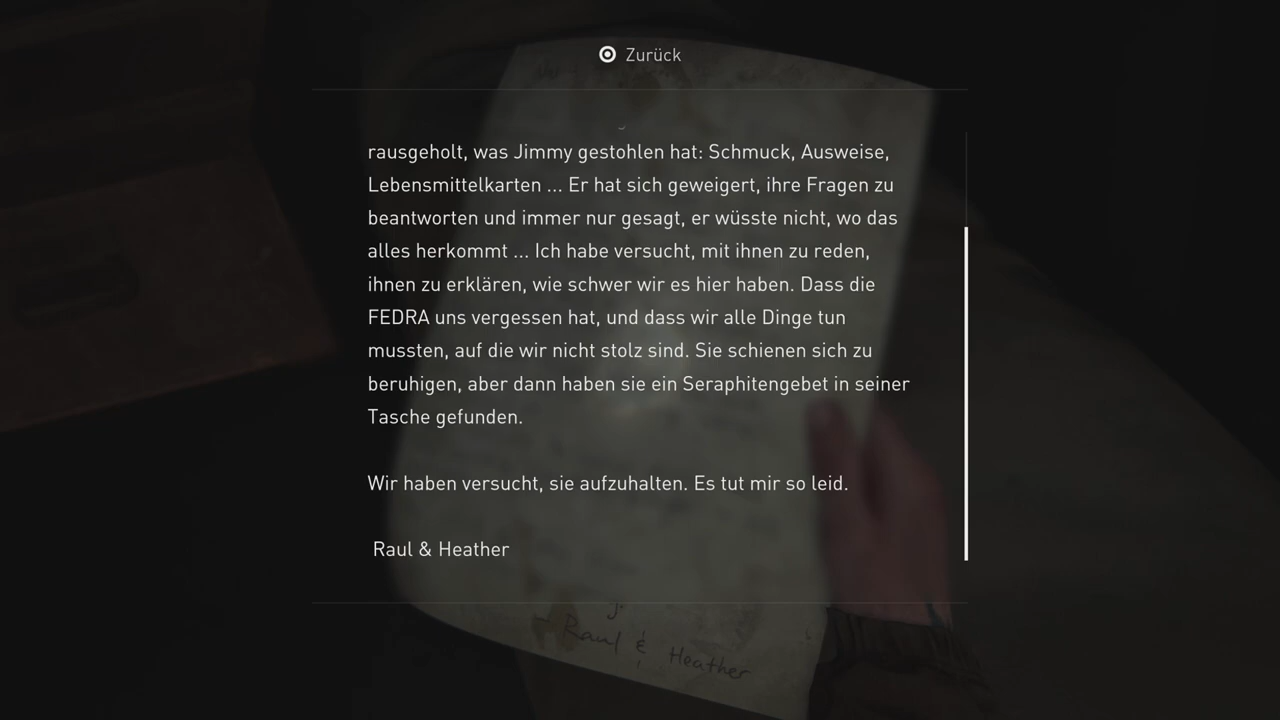 Zurück
rausgeholt, was Jimmy gestohlen hat: Schmuck, Ausweise,
Lebensmittelkarten ... Er hat sich geweigert, ihre Fragen zu
beantworten und immer nur gesagt, er wüsste nicht, wo das
alles herkommt ... Ich habe versucht, mit ihnen zu reden,
ihnen zu erklären, wie schwer wir es hier haben. Dass die
FEDRA uns vergessen hat, und dass wir alle Dinge tun
mussten, auf die wir nicht stolz sind. Sie schienen sich zu
beruhigen, aber dann haben sie ein Seraphitengebet in seiner
Tasche gefunden.
Wir haben versucht, sie aufzuhalten. Es tut mir so leid.
Raul & Heather
Raul & Heather